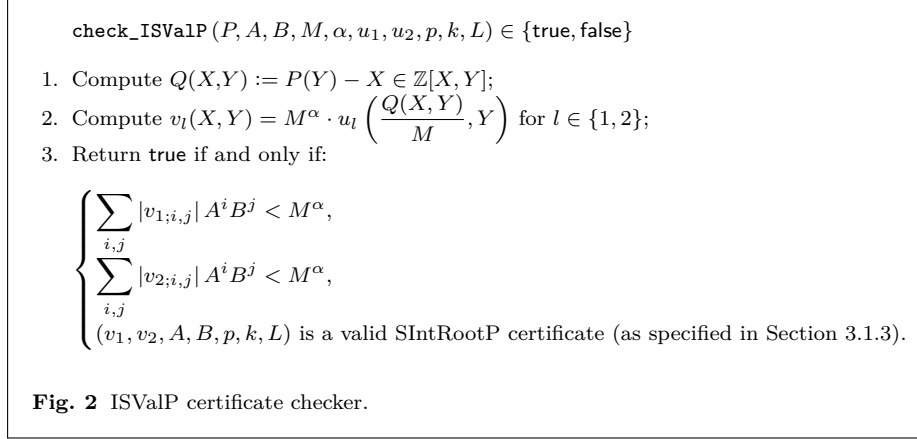 check_ISValP (P, A, B, M, α, u₁, u₂, p, k, L) ∈ {true, false}
1. Compute Q(X,Y) := P(Y) − X ∈ ℤ[X, Y];
2. Compute v_l(X, Y) = M^α · u_l (Q(X, Y)/M, Y) for l ∈ {1, 2};
3. Return true if and only if:
{ ∑_{i,j} |v_{1;i,j}| A^i B^j < M^α,
∑_{i,j} |v_{2;i,j}| A^i B^j < M^α,
(v₁, v₂, A, B, p, k, L) is a valid SIntRootP certificate (as specified in Section 3.1.3).
Fig. 2 ISValP certificate checker.